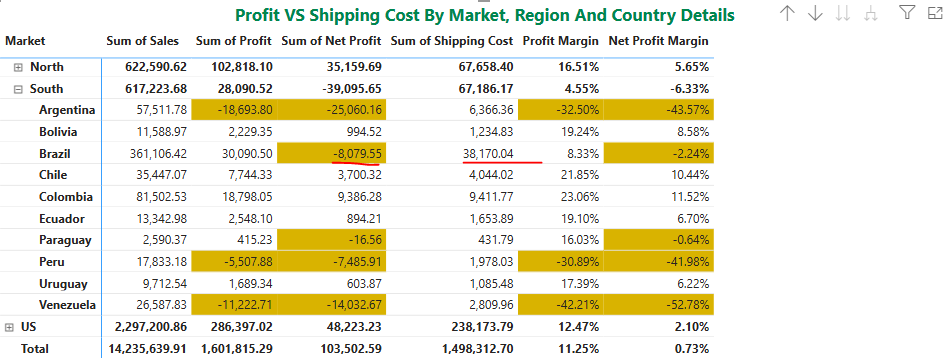 Profit VS Shipping Cost By Market, Region And Country Details
Market Sum of Sales Sum of Profit Sum of Net Profit Sum of Shipping Cost Profit Margin Net Profit Margin
North 622,590.62 102,818.10 35,159.69 67,658.40 16.51% 5.65%
South 617,223.68 28,090.52 -39,095.65 67,186.17 4.55% -6.33%
Argentina 57,511.78 -18,693.80 -25,060.16 6,366.36 -32.50% -43.57%
Bolivia 11,588.97 2,229.35 994.52 1,234.83 19.24% 8.58%
Brazil 361,106.42 30,090.50 -8,079.55 38,170.04 8.33% -2.24%
Chile 35,447.07 7,744.33 3,700.32 4,044.02 21.85% 10.44%
Colombia 81,502.53 18,798.05 9,386.28 9,411.77 23.06% 11.52%
Ecuador 13,342.98 2,548.10 894.21 1,653.89 19.10% 6.70%
Paraguay 2,590.37 415.23 -16.56 431.79 16.03% -0.64%
Peru 17,833.18 -5,507.88 -7,485.91 1,978.03 -30.89% -41.98%
Uruguay 9,712.54 1,689.34 603.87 1,085.48 17.39% 6.22%
Venezuela 26,587.83 -11,222.71 -14,032.67 2,809.96 -42.21% -52.78%
US 2,297,200.86 286,397.02 48,223.23 238,173.79 12.47% 2.10%
Total 14,235,639.91 1,601,815.29 103,502.59 1,498,312.70 11.25% 0.73%